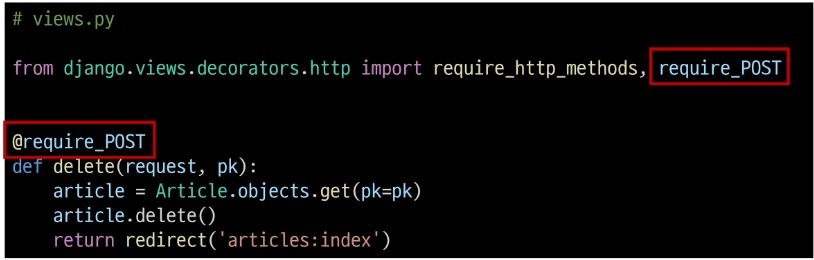 # views.py
from django.views.decorators.http import require_http_methods, require_POST
@require_POST
def delete(request, pk):
    article = Article.objects.get(pk=pk)
    article.delete()
    return redirect('articles:index')